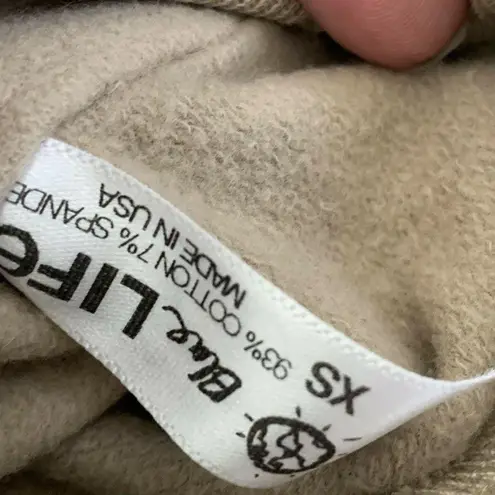 Blue LIFe
93% COTTON 7% SPANDE
MADE IN USA
XS